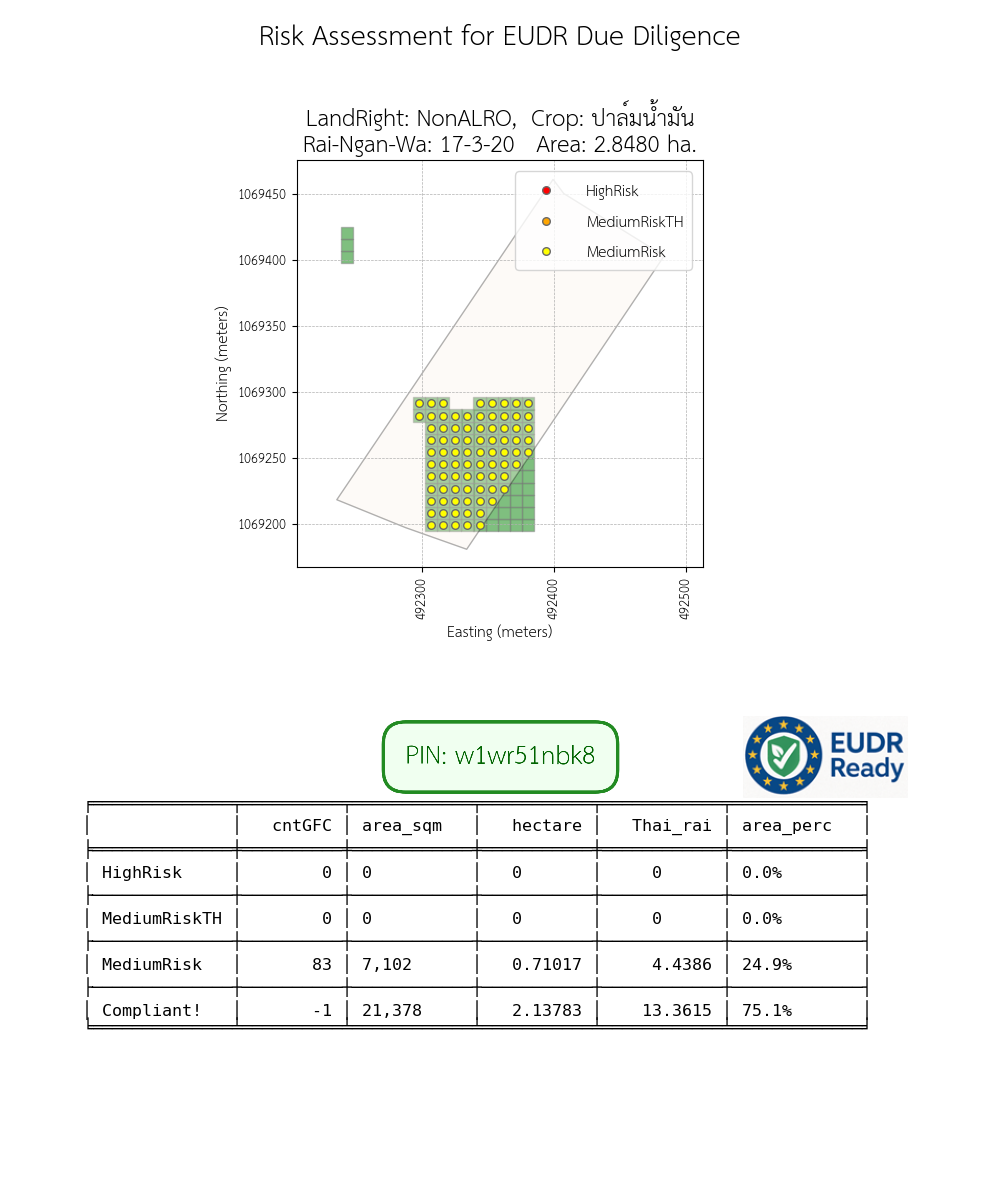 Risk Assessment for EUDR Due Diligence
LandRight: NonALRO, Crop: ปาล์มน้ำมัน
Rai-Ngan-Wa: 17-3-20 Area: 2.8480 ha.
HighRisk
MediumRiskTH
MediumRisk
1069450
1069400
1069350
1069300
1069250
1069200
Northing (meters)
492300
492400
492500
Easting (meters)
PIN: w1wr51nbk8
EUDR
Ready
cntGFC area_sqm hectare Thai_rai area_perc
HighRisk 0 0 0 0 0.0%
MediumRiskTH 0 0 0 0 0.0%
MediumRisk 83 7,102 0.71017 4.4386 24.9%
Compliant! -1 21,378 2.13783 13.3615 75.1%